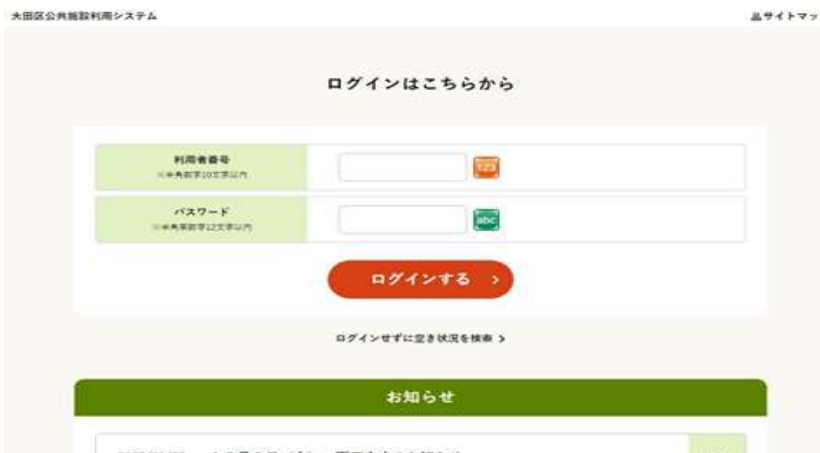 大田区公共施設利用システム
サイトマッ
ログインはこちらから
利用者番号
※半角数字10文字以内
123
パスワード
※半角英数字12文字以内
abc
ログインする
ログインせずに空き状況を検索
お知らせ